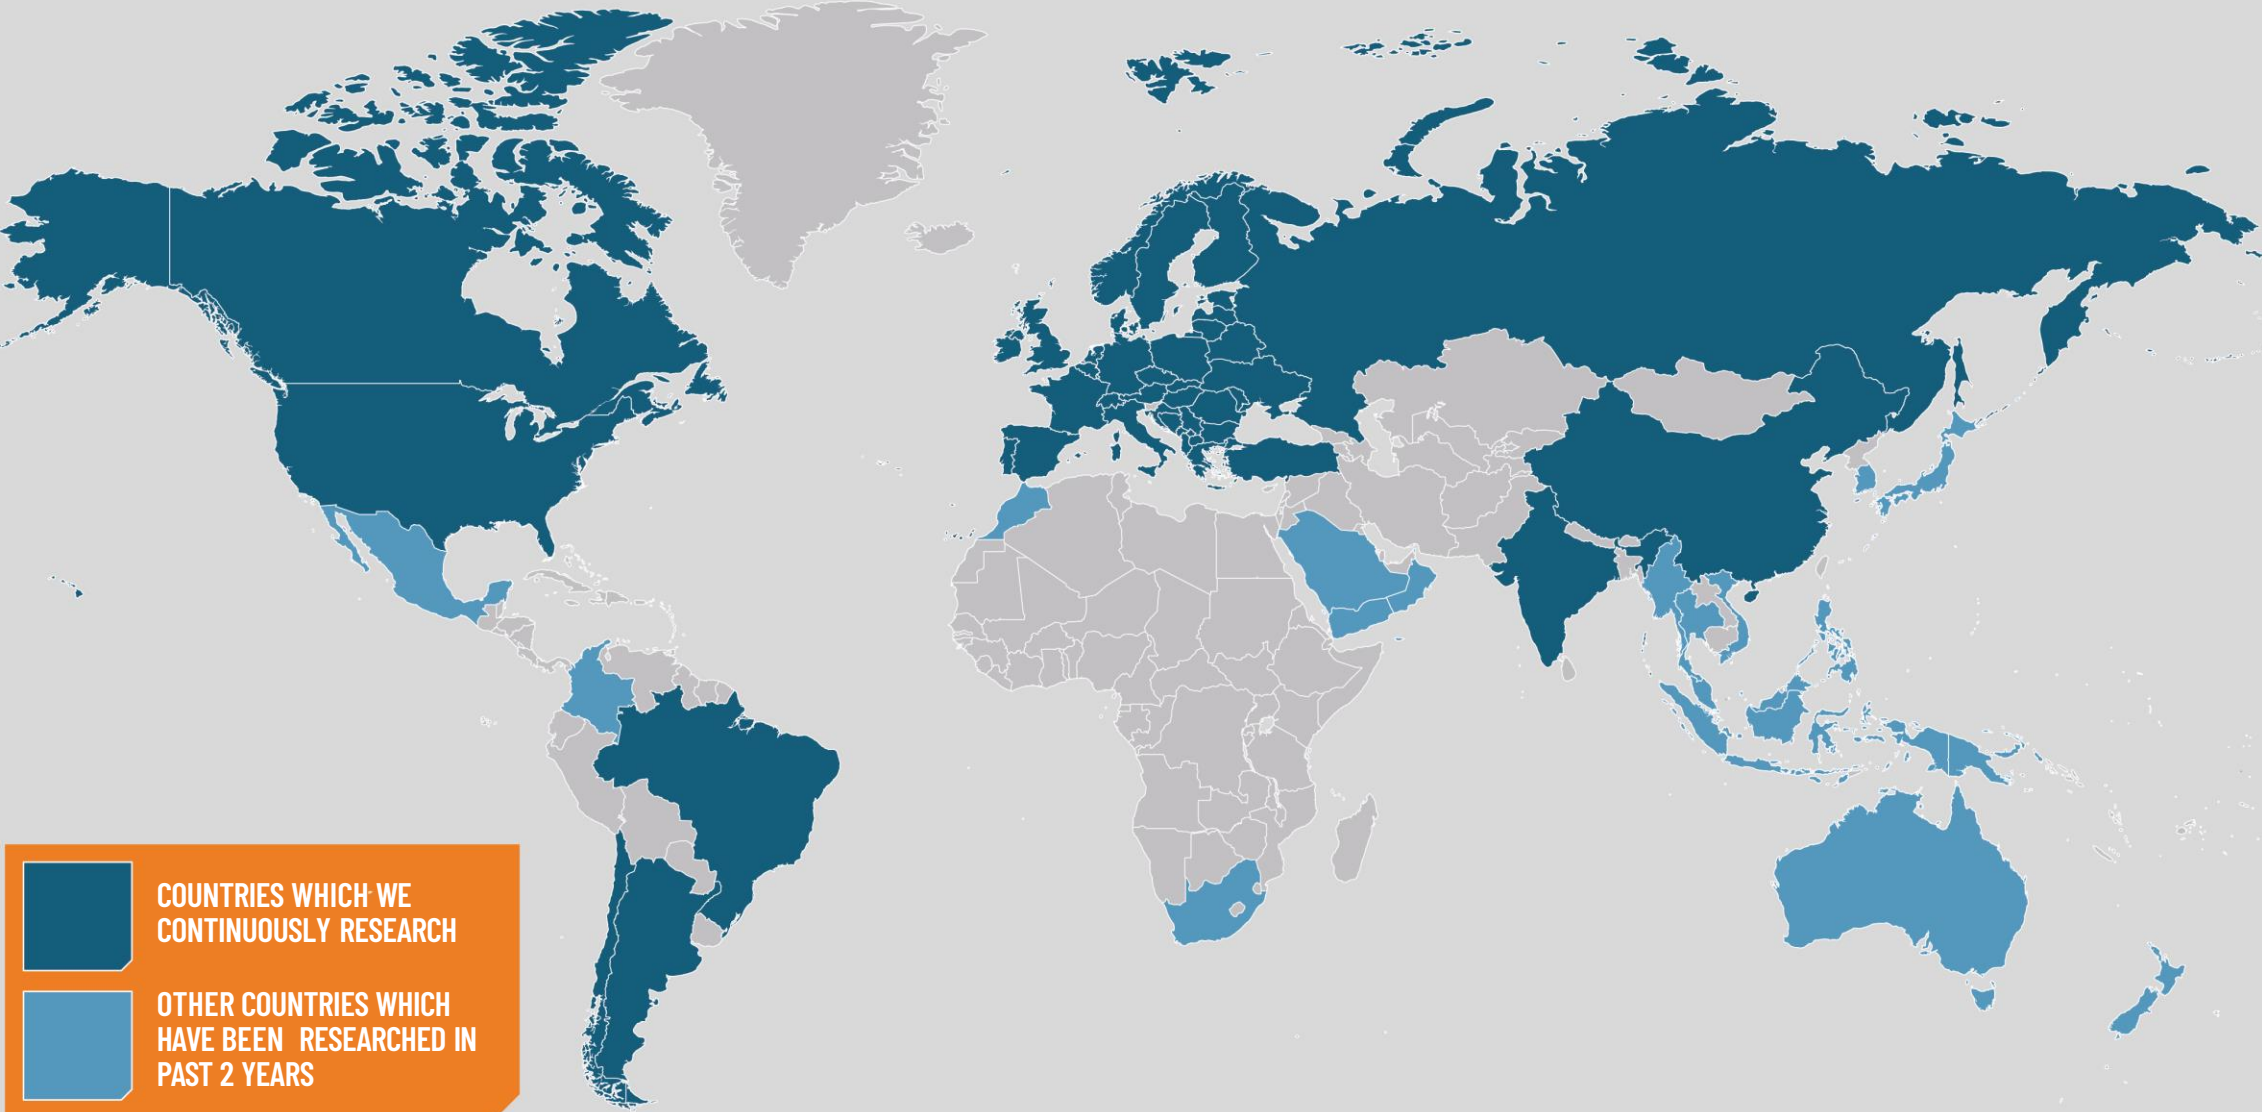 COUNTRIES WHICH WE
CONTINUOUSLY RESEARCH
OTHER COUNTRIES WHICH
HAVE BEEN RESEARCHED IN
PAST 2 YEARS